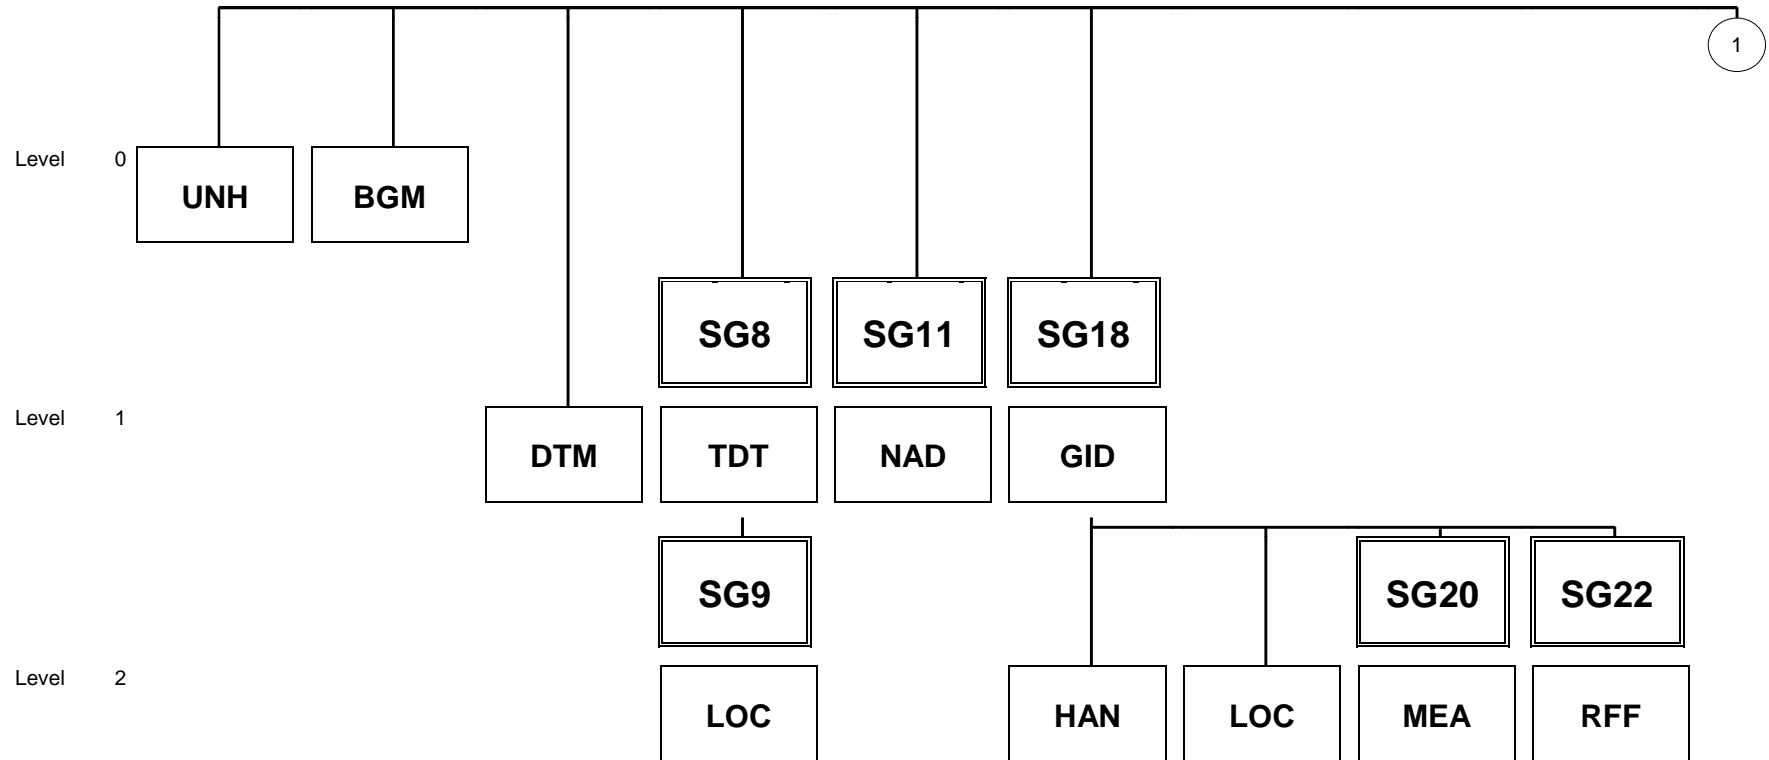 1
Level 0
UNH BGM
SG8 SG11 SG18
Level 1
DTM TDT NAD GID
SG9 SG20 SG22
Level 2
LOC HAN LOC MEA RFF